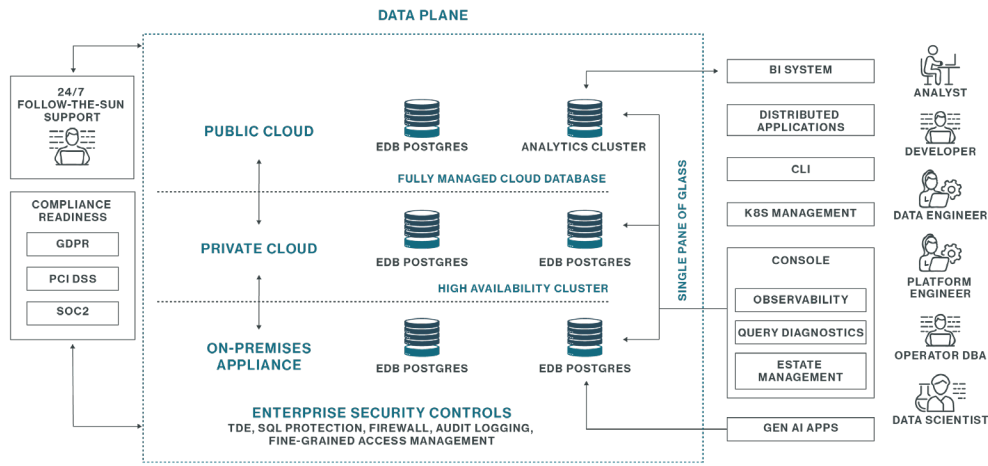 DATA PLANE
24/7
FOLLOW-THE-SUN
SUPPORT
COMPLIANCE
READINESS
GDPR
PCI DSS
SOC2
PUBLIC CLOUD
EDB POSTGRES
ANALYTICS CLUSTER
FULLY MANAGED CLOUD DATABASE
PRIVATE CLOUD
EDB POSTGRES
EDB POSTGRES
HIGH AVAILABILITY CLUSTER
ON-PREMISES
APPLIANCE
EDB POSTGRES
EDB POSTGRES
ENTERPRISE SECURITY CONTROLS
TDE, SQL PROTECTION, FIREWALL, AUDIT LOGGING,
FINE-GRAINED ACCESS MANAGEMENT
SINGLE PANE OF GLASS
BI SYSTEM
DISTRIBUTED
APPLICATIONS
CLI
K8S MANAGEMENT
CONSOLE
OBSERVABILITY
QUERY DIAGNOSTICS
ESTATE
MANAGEMENT
GEN AI APPS
ANALYST
DEVELOPER
DATA ENGINEER
PLATFORM
ENGINEER
OPERATOR DBA
DATA SCIENTIST